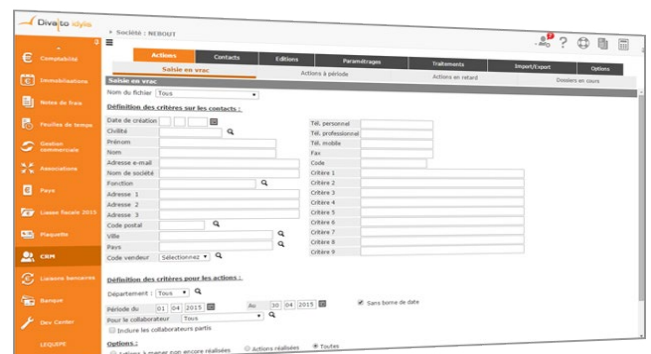 Divalto idylis
Société : NEBOUT
?
Comptabilité
Immobilisations
Notes de frais
Feuilles de temps
Gestion commerciale
Associations
Paye
Liasse fiscale 2015
Plaquette
CRM
Liaisons bancaires
Banque
Dev Center
LEQUIPE
Actions Contacts Editions Paramétrages Traitements Import/Export Options
Saisie en vrac Actions à période Actions en retard Dossiers en cours
Saisie en vrac
Nom du fichier Tous
Définition des critères sur les contacts :
Date de création Tél. personnel
Civilité Tél. professionnel
Prénom Tél. mobile
Nom Fax
Adresse e-mail Code
Nom de société Critère 1
Fonction Critère 2
Adresse 1 Critère 3
Adresse 2 Critère 4
Adresse 3 Critère 5
Code postal Critère 6
Ville Critère 7
Pays Critère 8
Code vendeur Sélectionnez Critère 9
Définition des critères pour les actions :
Département : Tous
Période du 01 04 2015 Au 30 04 2015 Sans borne de date
Pour le collaborateur Tous
Inclure les collaborateurs partis
Options :
Actions à mener non encore réalisées Actions réalisées Toutes